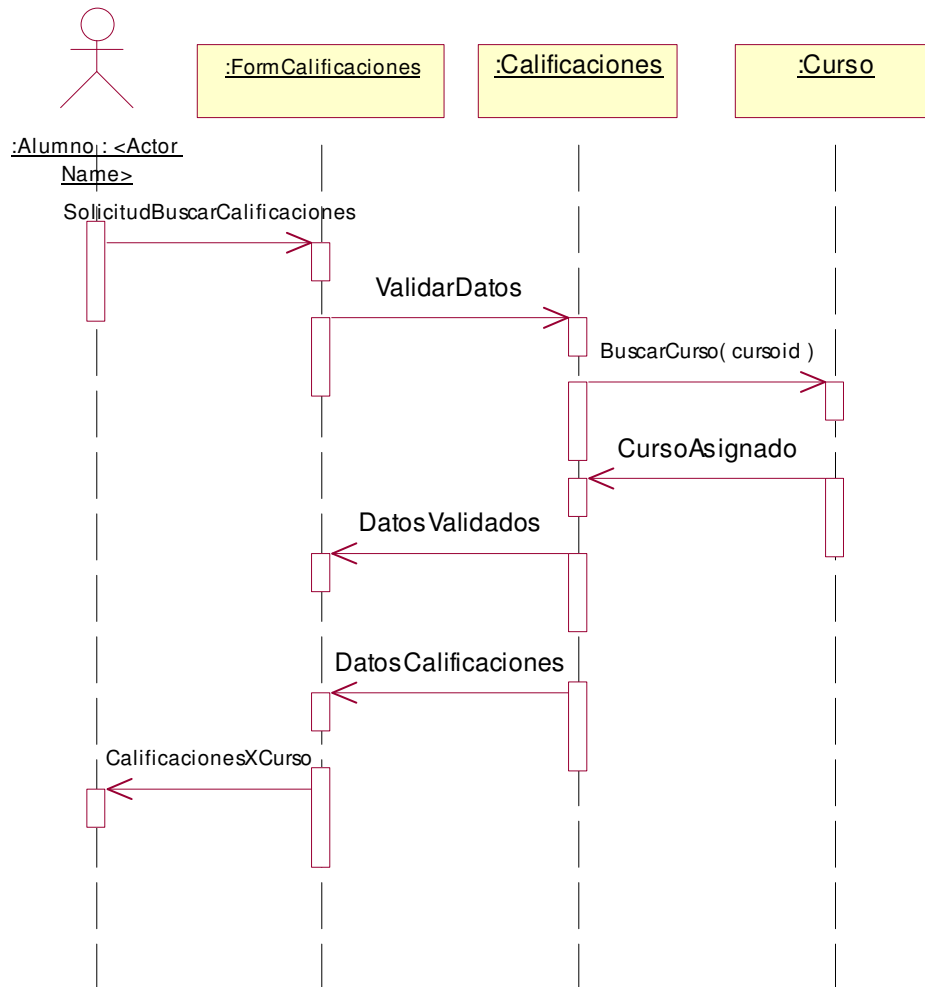 :FormCalificaciones
:Calificaciones
:Curso
:Alumno : <Actor
Name>
SolicitudBuscarCalificaciones
ValidarDatos
BuscarCurso( cursoid )
CursoAsignado
DatosValidados
DatosCalificaciones
CalificacionesXCurso